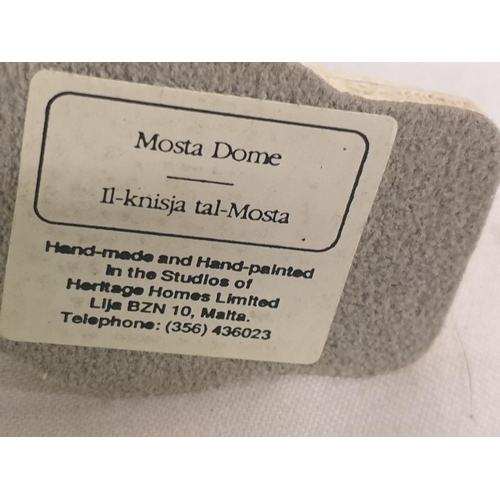 Mosta Dome
Il-knisja tal-Mosta
Hand-made and Hand-painted
in the Studios of
Heritage Homes Limited
Lija BZN 10, Malta.
Telephone: (356) 436023